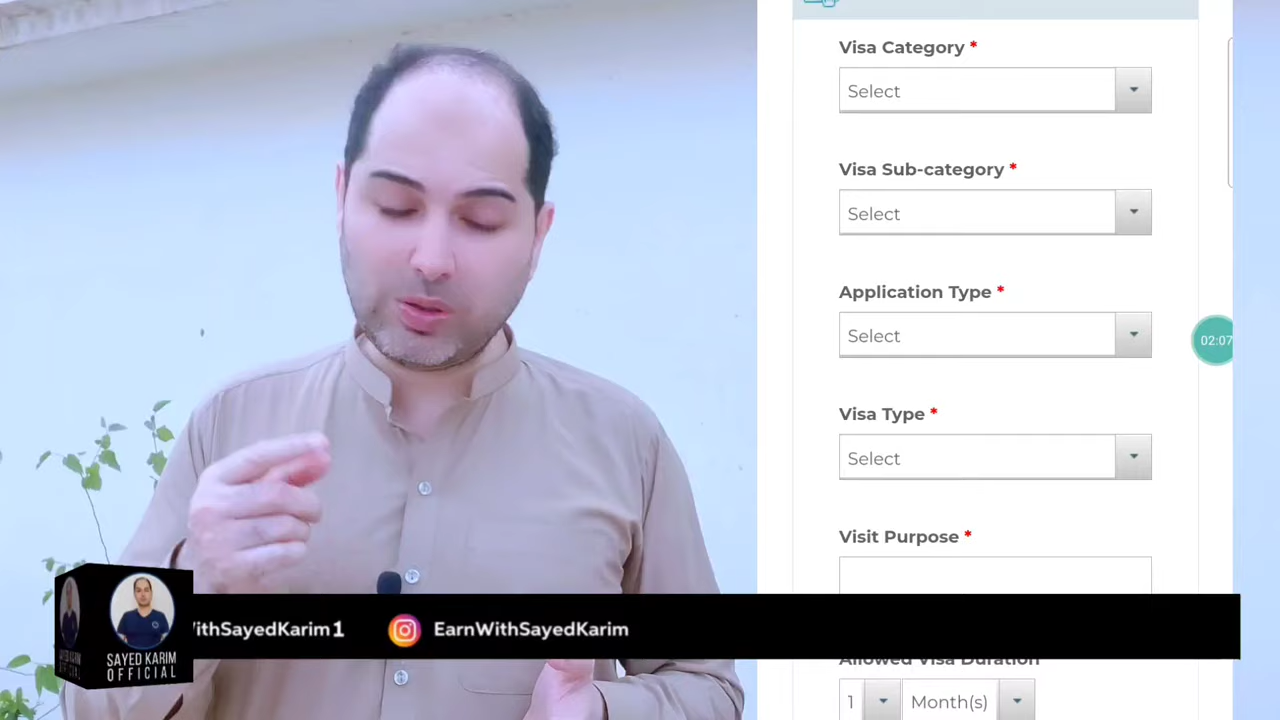 Visa Category *
Select
Visa Sub-category *
Select
Application Type *
Select
02:07
Visa Type *
Select
Visit Purpose *
ithSayedKarim1
EarnWithSayedKarim
SAYED KARIM
OFFICIAL
Allowed Visa Duration
1 Month(s)